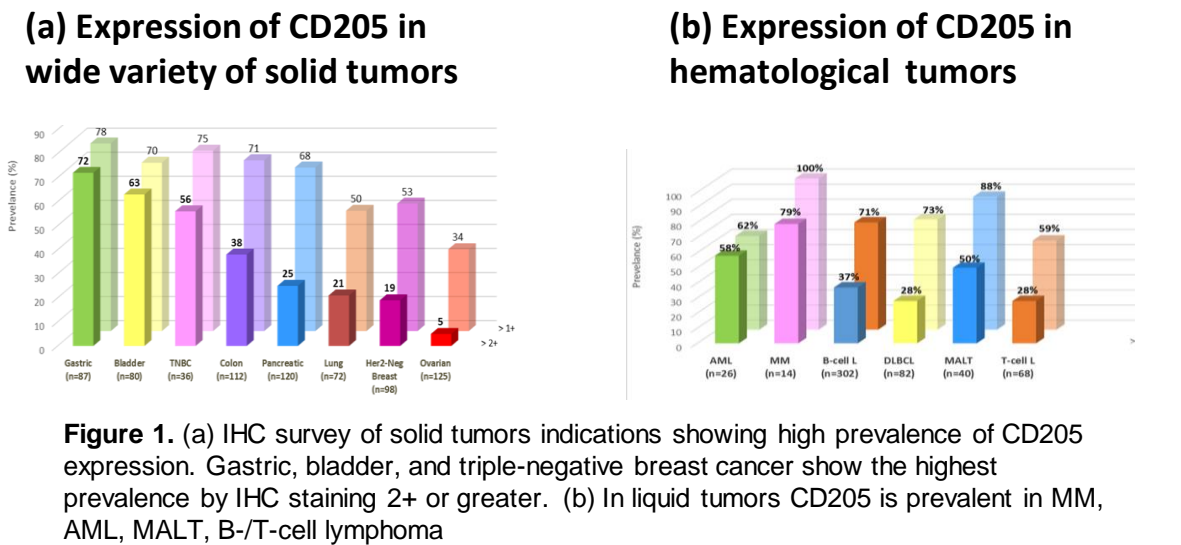 (a) Expression of CD205 in
wide variety of solid tumors
Prevelance (%)
90
80
70
60
50
40
30
20
10
0
78
70
75
71
68
50
53
34
72
63
56
38
25
21
19
5
> 1+
> 2+
Gastric
(n=87)
Bladder
(n=80)
TNBC
(n=36)
Colon
(n=112)
Pancreatic
(n=120)
Lung
(n=72)
Her2-Neg
Breast
(n=98)
Ovarian
(n=125)
(b) Expression of CD205 in
hematological tumors
Prevelance (%)
100
90
80
70
60
50
40
30
20
10
0
62%
100%
71%
73%
88%
59%
58%
79%
37%
28%
50%
28%
>
AML
(n=26)
MM
(n=14)
B-cell L
(n=302)
DLBCL
(n=82)
MALT
(n=40)
T-cell L
(n=68)
Figure 1. (a) IHC survey of solid tumors indications showing high prevalence of CD205
expression. Gastric, bladder, and triple-negative breast cancer show the highest
prevalence by IHC staining 2+ or greater. (b) In liquid tumors CD205 is prevalent in MM,
AML, MALT, B-/T-cell lymphoma